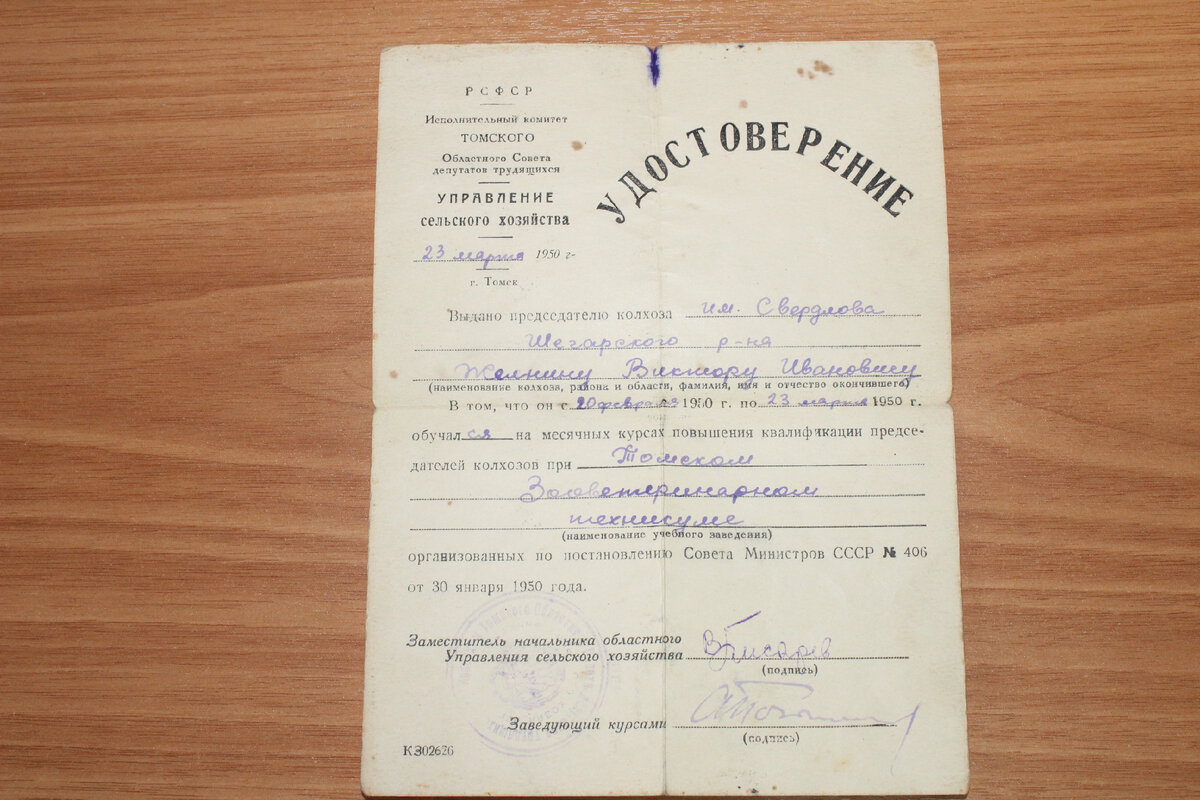 РСФСР
Исполнительный комитет
ТОМСКОГО
Областного Совета
депутатов трудящихся
УПРАВЛЕНИЕ
сельского хозяйства
23 марта 1950 г.
г. Томск
УДОСТОВЕРЕНИЕ
Выдано председателю колхоза им. Свердлова
Шегарского р-на
Желнину Виктору Ивановичу
(наименование колхоза, района и области, фамилия, имя и отчество окончившего)
В том, что он с 20 февраля 1950 г. по 23 марта 1950 г.
обучался на месячных курсах повышения квалификации предсе-
дателей колхозов при Томском
Зооветеринарном
техникуме
(наименование учебного заведения)
организованных по постановлению Совета Министров СССР № 406
от 30 января 1950 года.
Заместитель начальника областного
Управления сельского хозяйства
(подпись)
Заведующий курсами
(подпись)
К302626